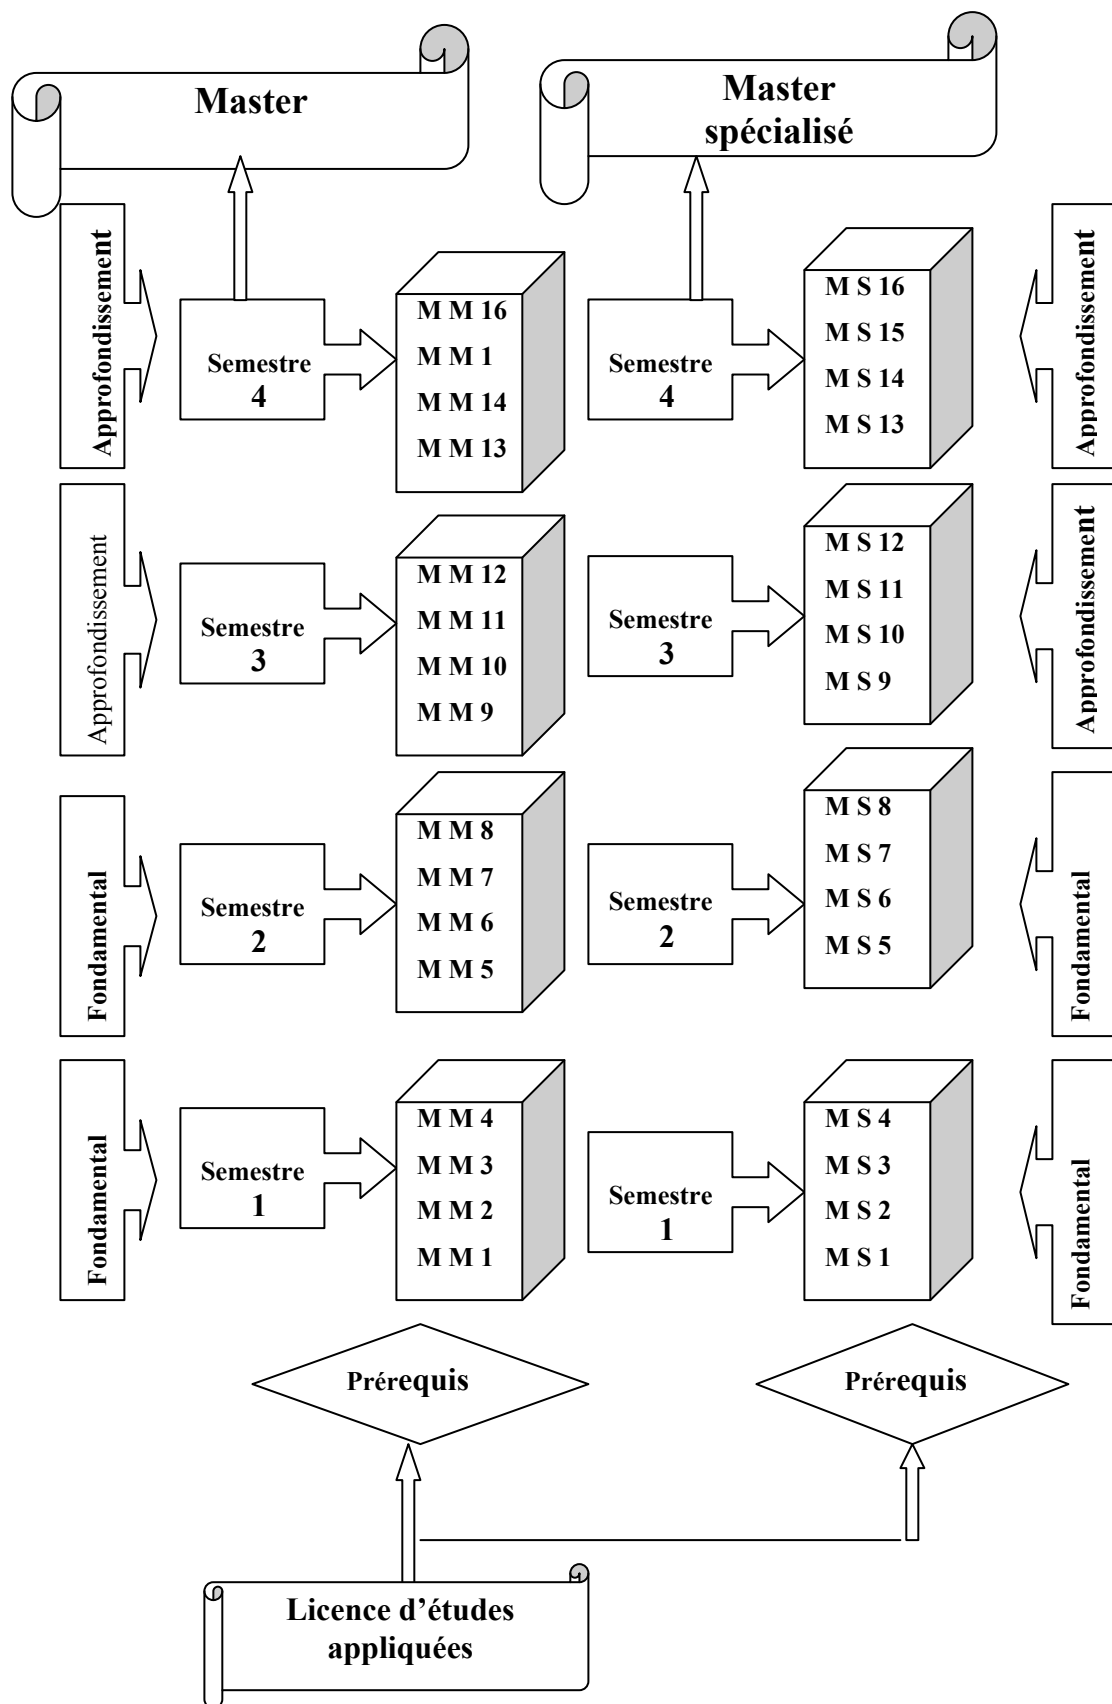 Master
Master
spécialisé
Approfondissement
Semestre
4
M M 16
M M 1
M M 14
M M 13
Semestre
4
M S 16
M S 15
M S 14
M S 13
Approfondissement
Approfondissement
Semestre
3
M M 12
M M 11
M M 10
M M 9
Semestre
3
M S 12
M S 11
M S 10
M S 9
Approfondissement
Fondamental
Semestre
2
M M 8
M M 7
M M 6
M M 5
Semestre
2
M S 8
M S 7
M S 6
M S 5
Fondamental
Fondamental
Semestre
1
M M 4
M M 3
M M 2
M M 1
Semestre
1
M S 4
M S 3
M S 2
M S 1
Fondamental
Prérequis
Prérequis
Licence d’études
appliquées